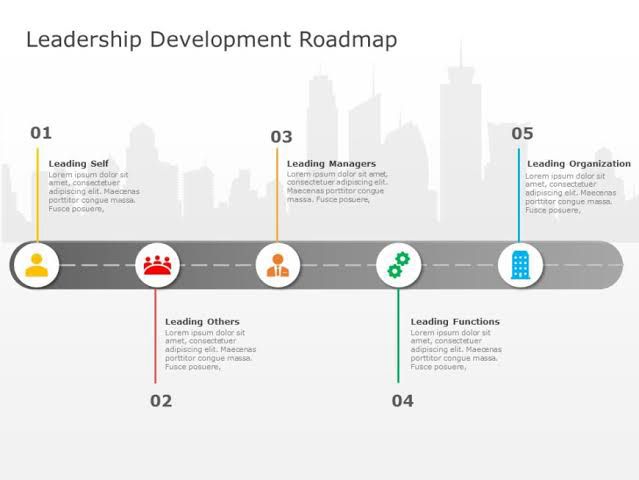 Leadership Development Roadmap
01
Leading Self
Lorem ipsum dolor sit
amet, consectetuer
adipiscing elit. Maecenas
porttitor congue massa.
Fusce posuere,
03
Leading Managers
Lorem ipsum dolor sit
amet, consectetuer adipiscing
elit. Maecenas porttitor
congue massa. Fusce
posuere,
05
Leading Organization
Lorem ipsum dolor sit
amet, consectetuer
adipiscing elit. Maecenas
porttitor congue massa.
Fusce posuere,
Leading Others
Lorem ipsum dolor sit
amet, consectetuer
adipiscing elit. Maecenas
porttitor congue massa.
Fusce posuere,
02
Leading Functions
Lorem ipsum dolor sit
amet, consectetuer
adipiscing elit. Maecenas
porttitor congue massa.
Fusce posuere,
04